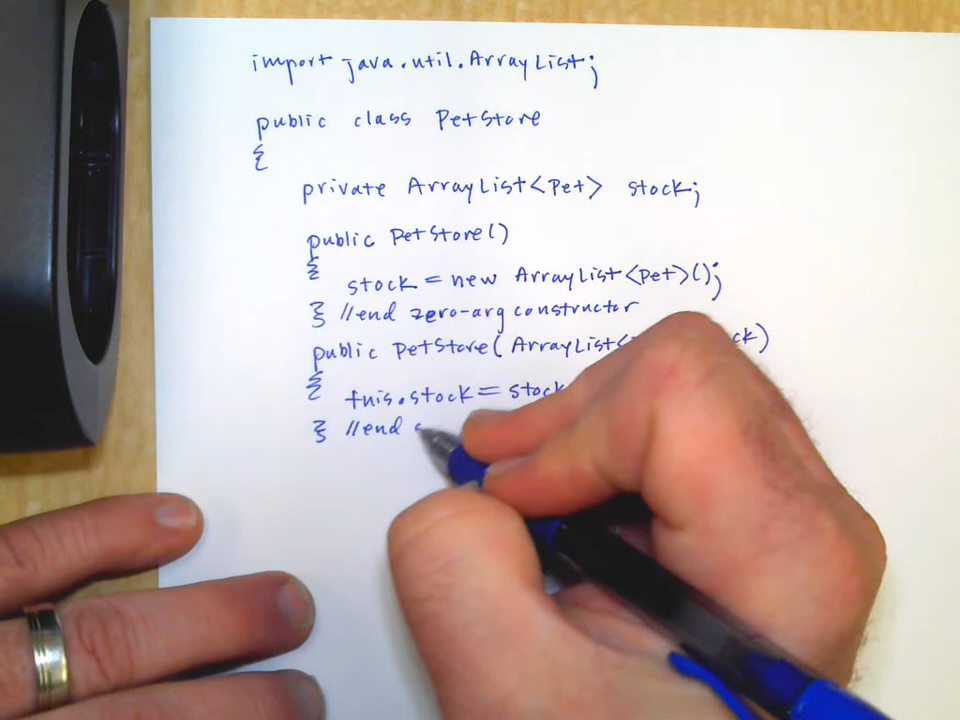 import java.util.ArrayList;
public class PetStore
{
private ArrayList<Pet> stock;
public PetStore()
{
stock = new ArrayList<Pet>();
} //end zero-arg constructor
public PetStore( ArrayList<
{ this.stock = stock
} //end